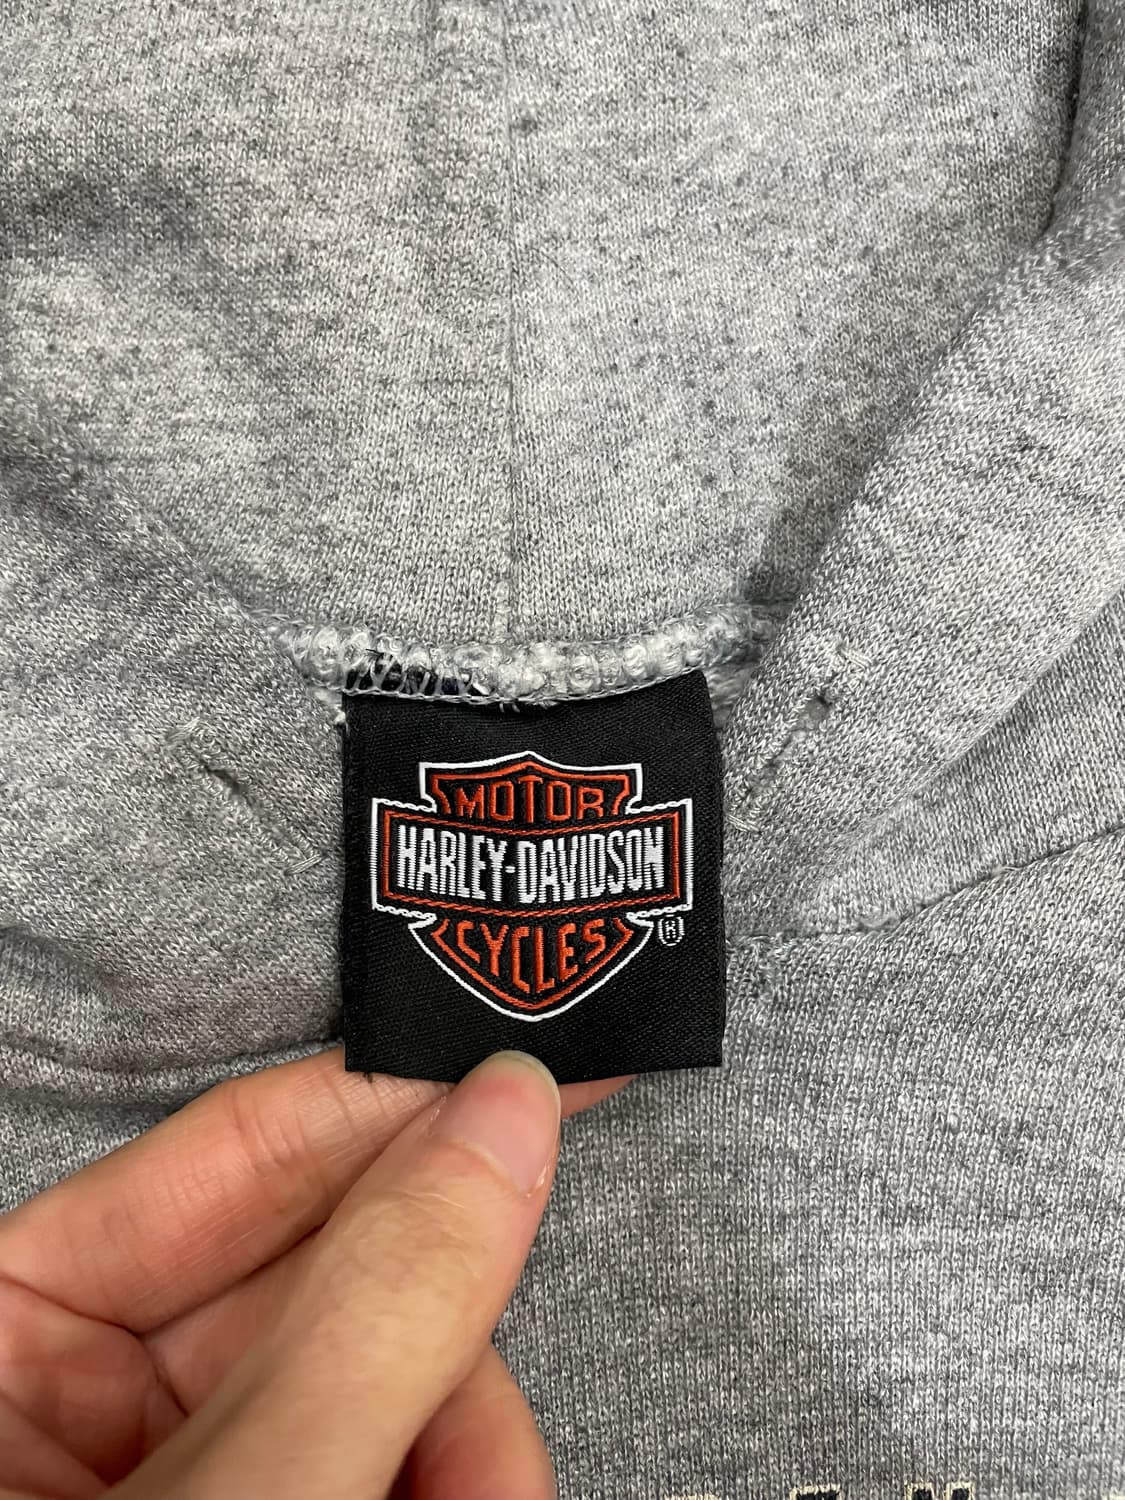 MOTOR
HARLEY-DAVIDSON
CYCLES
®